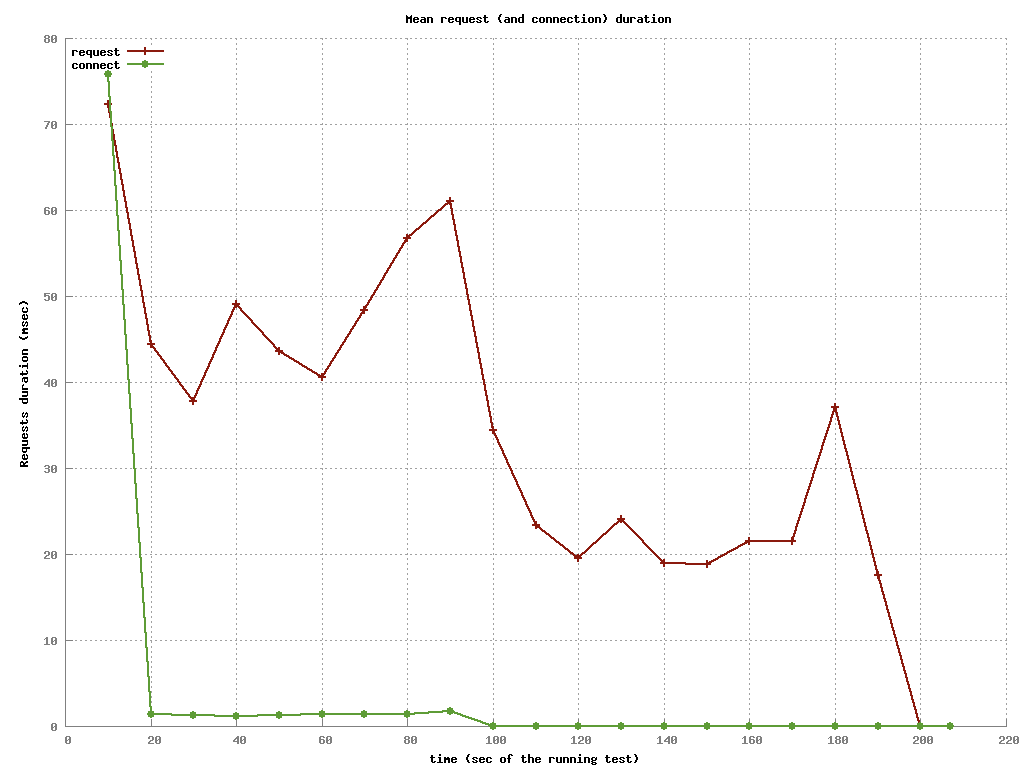 Mean request (and connection) duration
request
connect
80
70
60
50
40
30
20
10
0
Requests duration (msec)
0 20 40 60 80 100 120 140 160 180 200 220
time (sec of the running test)